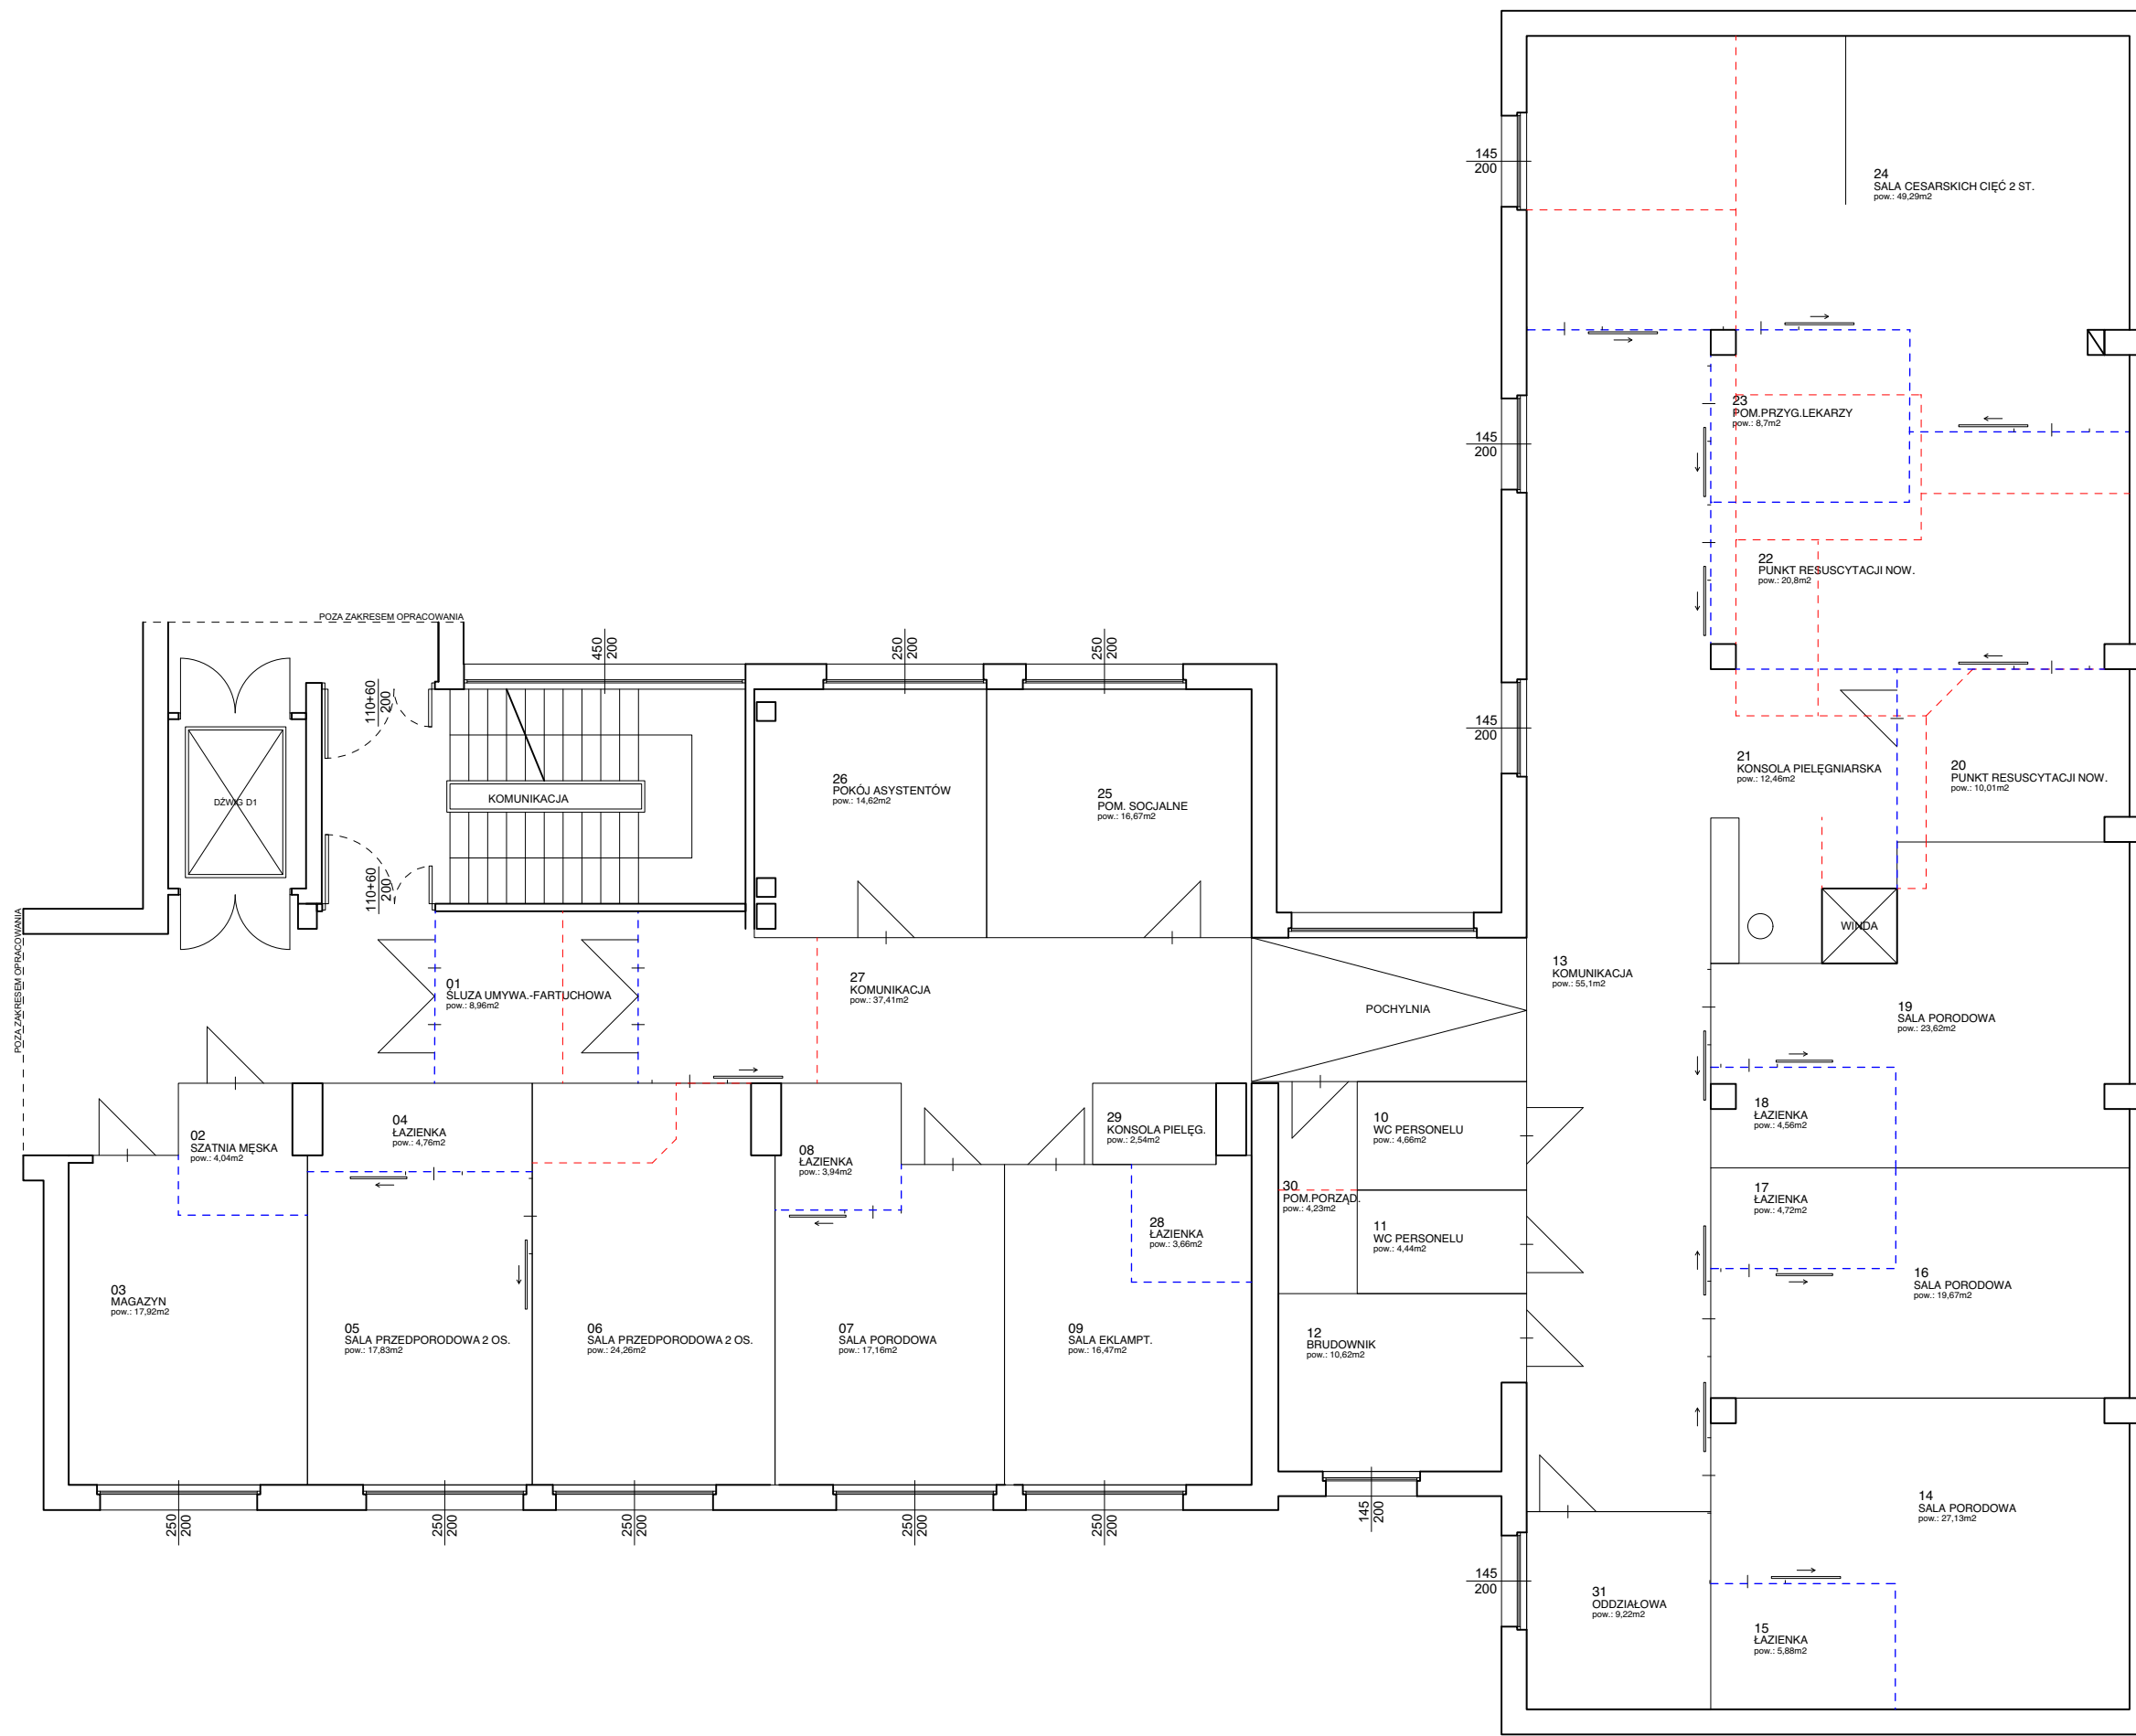 145
200
24
SALA CESARSKICH CIĘĆ 2 ST.
pow.: 49,29m2
23
POM.PRZYG.LEKARZY
pow.: 8,7m2
145
200
22
PUNKT RESUSCYTACJI NOW.
pow.: 20,8m2
POZA ZAKRESEM OPRACOWANIA
450
200
250
200
250
200
110+60
200
145
200
21
KONSOLA PIELĘGNIARSKA
pow.: 12,46m2
20
PUNKT RESUSCYTACJI NOW.
pow.: 10,01m2
26
POKÓJ ASYSTENTÓW
pow.: 14,62m2
25
POM. SOCJALNE
pow.: 16,67m2
DŹWIG D1
KOMUNIKACJA
110+60
200
WINDA
POZA ZAKRESEM OPRACOWANIA
01
ŚLUZA UMYWA.-FARTUCHOWA
pow.: 8,96m2
27
KOMUNIKACJA
pow.: 37,41m2
13
KOMUNIKACJA
pow.: 55,1m2
POCHYLNIA
19
SALA PORODOWA
pow.: 23,62m2
02
SZATNIA MĘSKA
pow.: 4,04m2
04
ŁAZIENKA
pow.: 4,76m2
08
ŁAZIENKA
pow.: 3,94m2
29
KONSOLA PIELĘG.
pow.: 2,54m2
10
WC PERSONELU
pow.: 4,66m2
18
ŁAZIENKA
pow.: 4,56m2
30
POM.PORZĄD.
pow.: 4,23m2
17
ŁAZIENKA
pow.: 4,72m2
28
ŁAZIENKA
pow.: 3,66m2
11
WC PERSONELU
pow.: 4,44m2
03
MAGAZYN
pow.: 17,92m2
16
SALA PORODOWA
pow.: 19,67m2
05
SALA PRZEDPORODOWA 2 OS.
pow.: 17,83m2
06
SALA PRZEDPORODOWA 2 OS.
pow.: 24,26m2
07
SALA PORODOWA
pow.: 17,16m2
09
SALA EKLAMPT.
pow.: 16,47m2
12
BRUDOWNIK
pow.: 10,62m2
250
200
250
200
250
200
250
200
250
200
145
200
14
SALA PORODOWA
pow.: 27,13m2
145
200
31
ODDZIAŁOWA
pow.: 9,22m2
15
ŁAZIENKA
pow.: 5,88m2